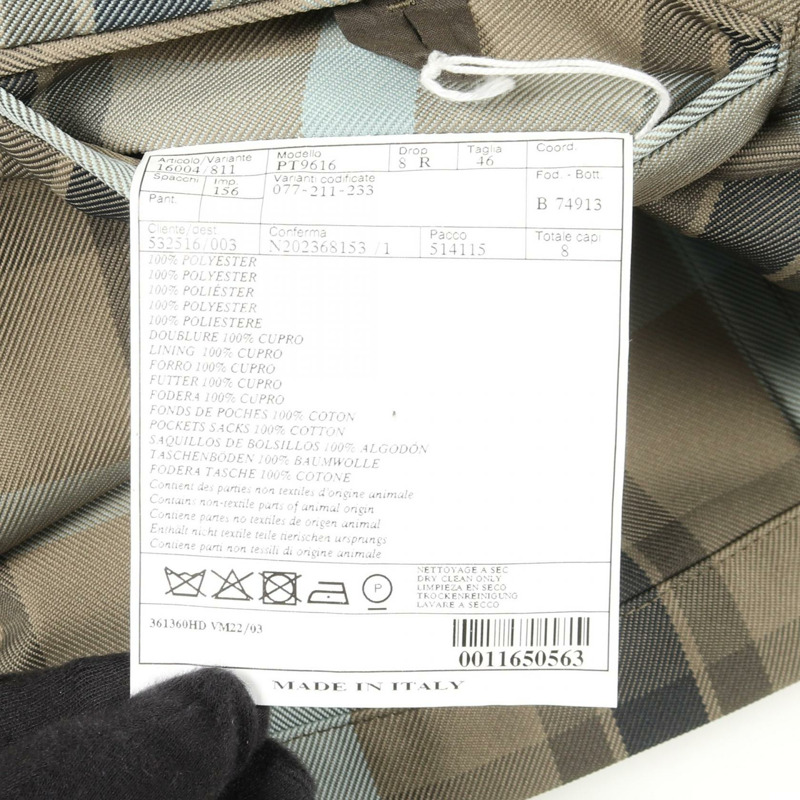 Articolo/Variante Modello Drop Taglia Coord.
16004/811 PT9616 8 R 46
Spacchi Imp. Varianti codificate Fod. - Bott.
156 077-211-233
Pant. B 74913
Cliente/dest. Conferma Pacco Totale capi
532516/003 N202368153 /1 514115 8
100% POLYESTER
100% POLYESTER
100% POLIÉSTER
100% POLYESTER
100% POLIESTERE
DOUBLURE 100% CUPRO
LINING 100% CUPRO
FORRO 100% CUPRO
FUTTER 100% CUPRO
FODERA 100% CUPRO
FONDS DE POCHES 100% COTON
POCKETS SACKS 100% COTTON
SAQUILLOS DE BOLSILLOS 100% ALGODÓN
TASCHENBÖDEN 100% BAUMWOLLE
FODERA TASCHE 100% COTONE
Contient des parties non textiles d'origine animale
Contains non-textile parts of animal origin
Contiene partes no textiles de origen animal
Enthält nicht textile teile tierischen ursprungs
Contiene parti non tessili di origine animale
P
NETTOYAGE A SEC
DRY CLEAN ONLY
LIMPIEZA EN SECO
TROCKENREINIGUNG
LAVARE A SECCO
361360HD VM22/03
0011650563
MADE IN ITALY